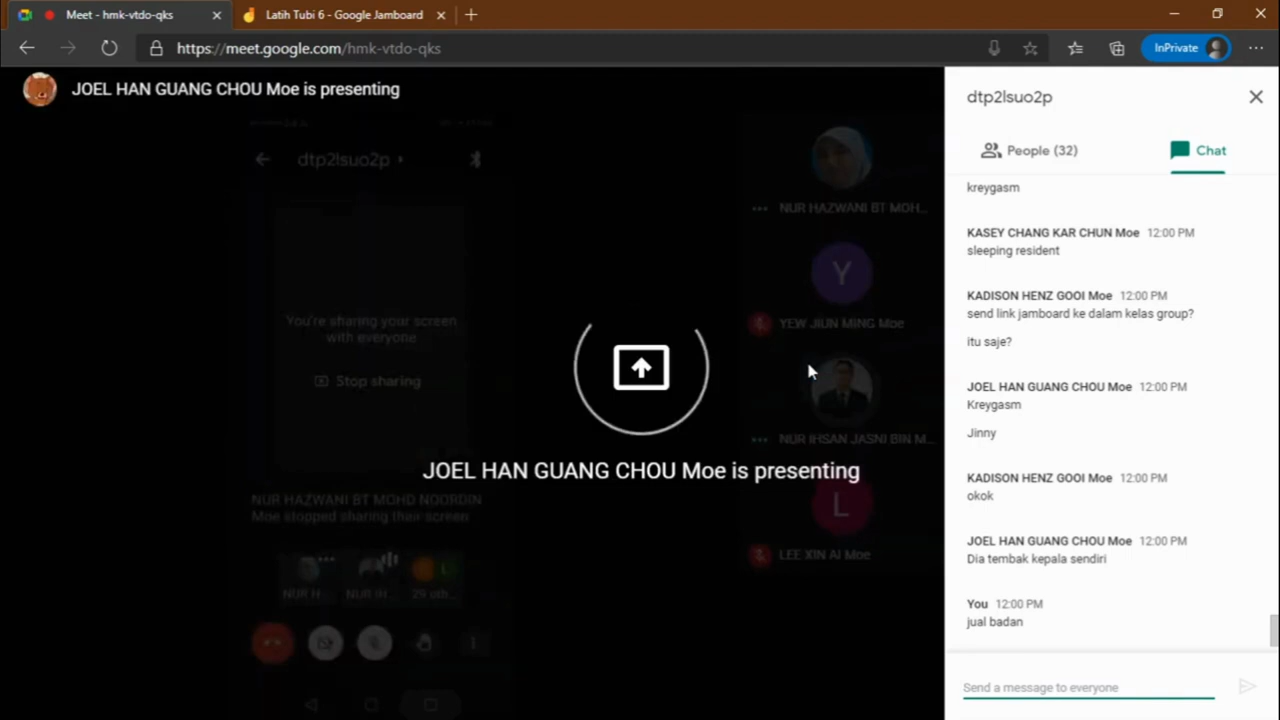 Meet - hmk-vtdo-qks
Latih Tubi 6 - Google Jamboard
https://meet.google.com/hmk-vtdo-qks
InPrivate
JOEL HAN GUANG CHOU Moe is presenting
dtp2lsuo2p
You're sharing your screen
with everyone
Stop sharing
NUR HAZWANI BT MOHD NOORDIN
Moe stopped sharing their screen
NUR H...
NUR IH...
29 oth...
NUR HAZWANI BT MOH...
Y
YEW JIUN MING Moe
NUR IHSAN JASNI BIN M...
L
LEE XIN AI Moe
JOEL HAN GUANG CHOU Moe is presenting
dtp2lsuo2p
People (32)
Chat
kreygasm
KASEY CHANG KAR CHUN Moe 12:00 PM
sleeping resident
KADISON HENZ GOOI Moe 12:00 PM
send link jamboard ke dalam kelas group?
itu saje?
JOEL HAN GUANG CHOU Moe 12:00 PM
Kreygasm
Jinny
KADISON HENZ GOOI Moe 12:00 PM
okok
JOEL HAN GUANG CHOU Moe 12:00 PM
Dia tembak kepala sendiri
You 12:00 PM
jual badan
Send a message to everyone